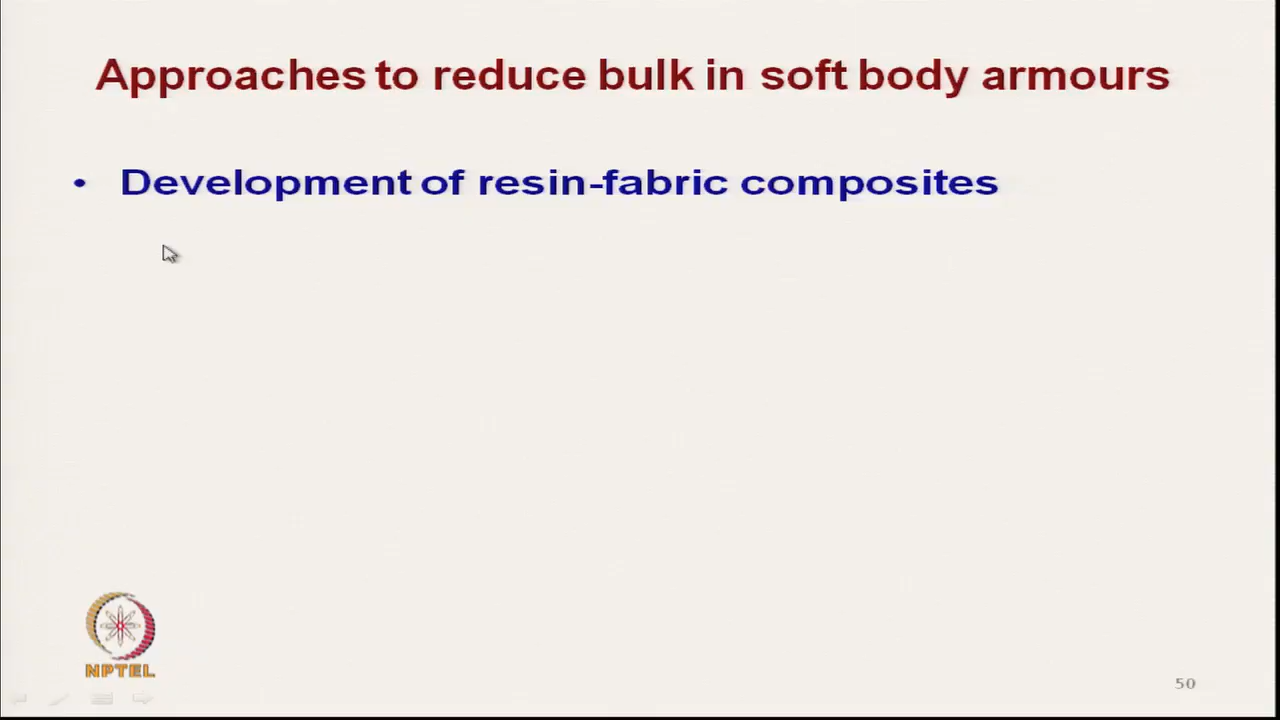 Approaches to reduce bulk in soft body armours
• Development of resin-fabric composites
NPTEL
50